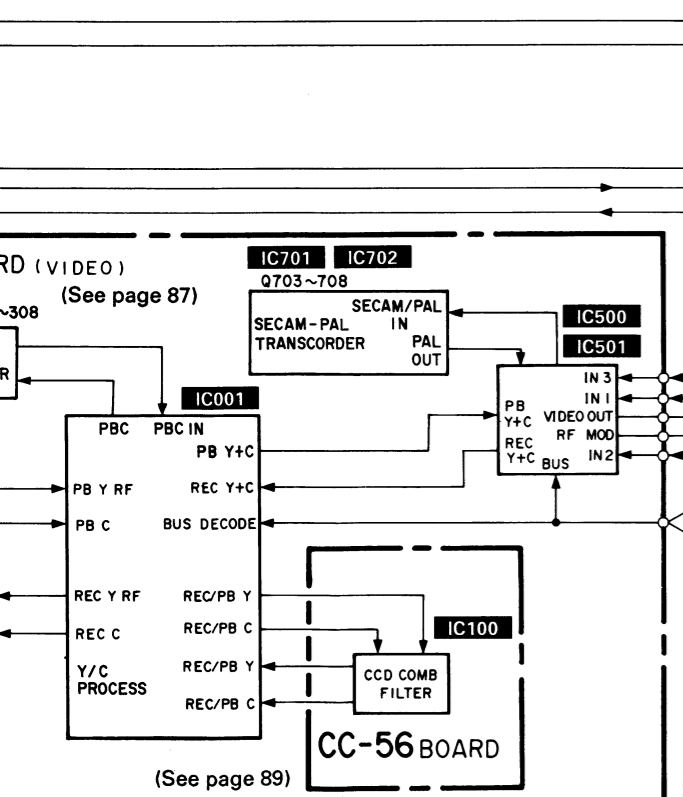 RD (VIDEO)
(See page 87)
~308
R
IC701 IC702
Q703~708
SECAM/PAL
IN
SECAM-PAL
TRANSCORDER
PAL
OUT
IC500
IC501
IN 3
IN 1
VIDEO OUT
RF MOD
IN 2
PB
Y+C
REC
Y+C
BUS
IC001
PBC
PBC IN
PB Y+C
PB Y RF
REC Y+C
PB C
BUS DECODE
REC Y RF
REC/PB Y
REC C
REC/PB C
Y/C
PROCESS
REC/PB Y
REC/PB C
IC100
CCD COMB
FILTER
CC-56 BOARD
(See page 89)